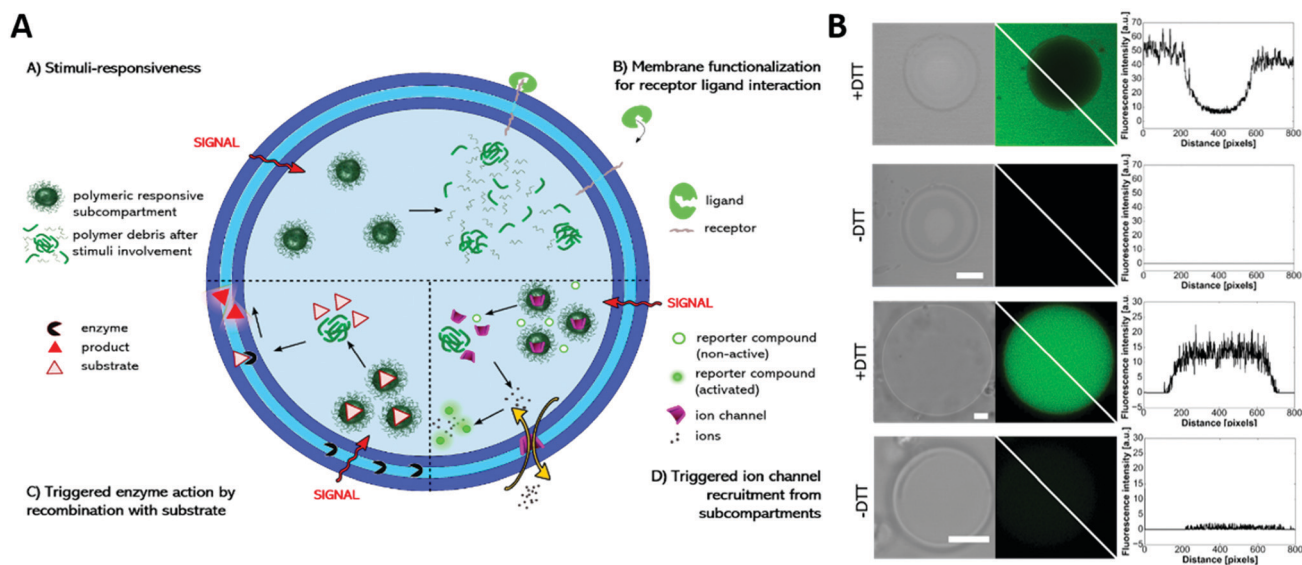 A
A) Stimuli-responsiveness
B) Membrane functionalization
for receptor ligand interaction
SIGNAL
polymeric responsive
subcompartment
polymer debris after
stimuli involvement
ligand
receptor
SIGNAL
enzyme
product
substrate
reporter compound
(non-active)
reporter compound
(activated)
ion channel
ions
SIGNAL
C) Triggered enzyme action by
recombination with substrate
D) Triggered ion channel
recruitment from
subcompartments
B
+DTT
Fluorescence intensity [a.u.]
70
60
50
40
30
20
10
0
0 200 400 600 800
Distance [pixels]
-DTT
Fluorescence intensity [a.u.]
70
60
50
40
30
20
10
0
0 200 400 600 800
Distance [pixels]
+DTT
Fluorescence intensity [a.u.]
30
25
20
15
10
5
0
-5
0 200 400 600 800
Distance [pixels]
-DTT
Fluorescence intensity [a.u.]
30
25
20
15
10
5
0
-5
0 200 400 600 800
Distance [pixels]